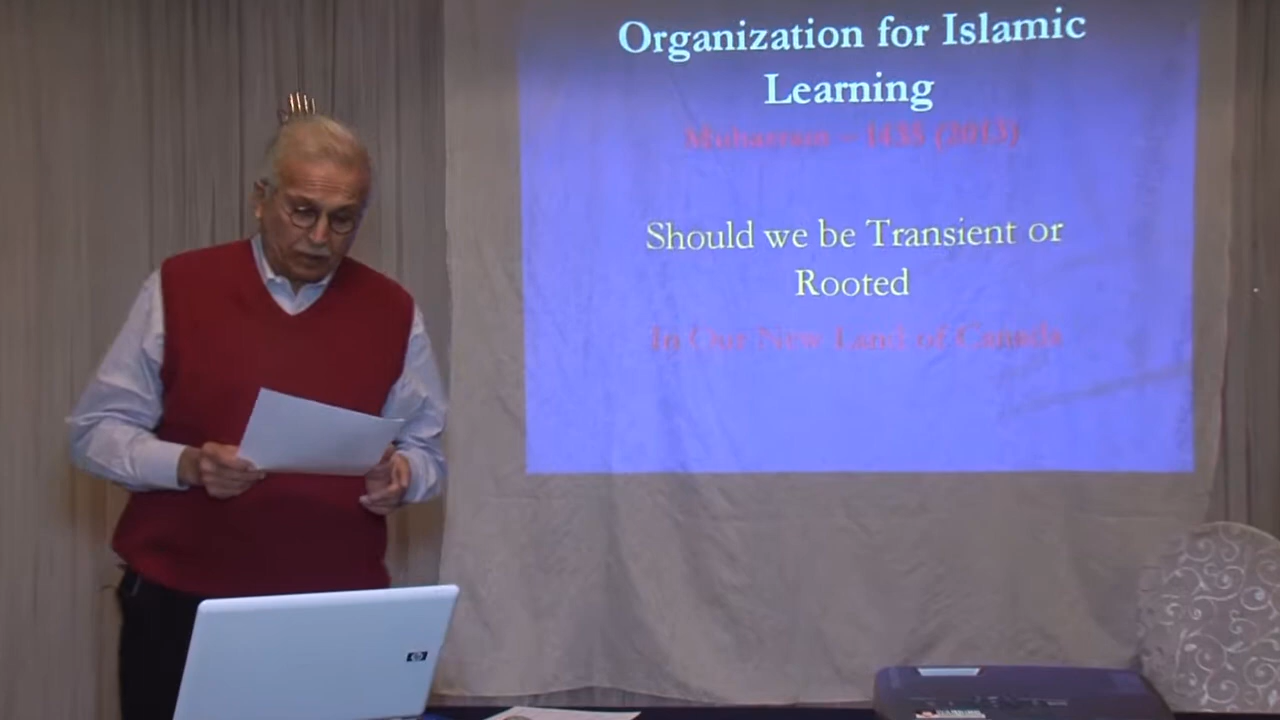 Organization for Islamic
Learning
Muharram – 1435 (2013)
Should we be Transient or
Rooted
In Our New Land of Canada
hp